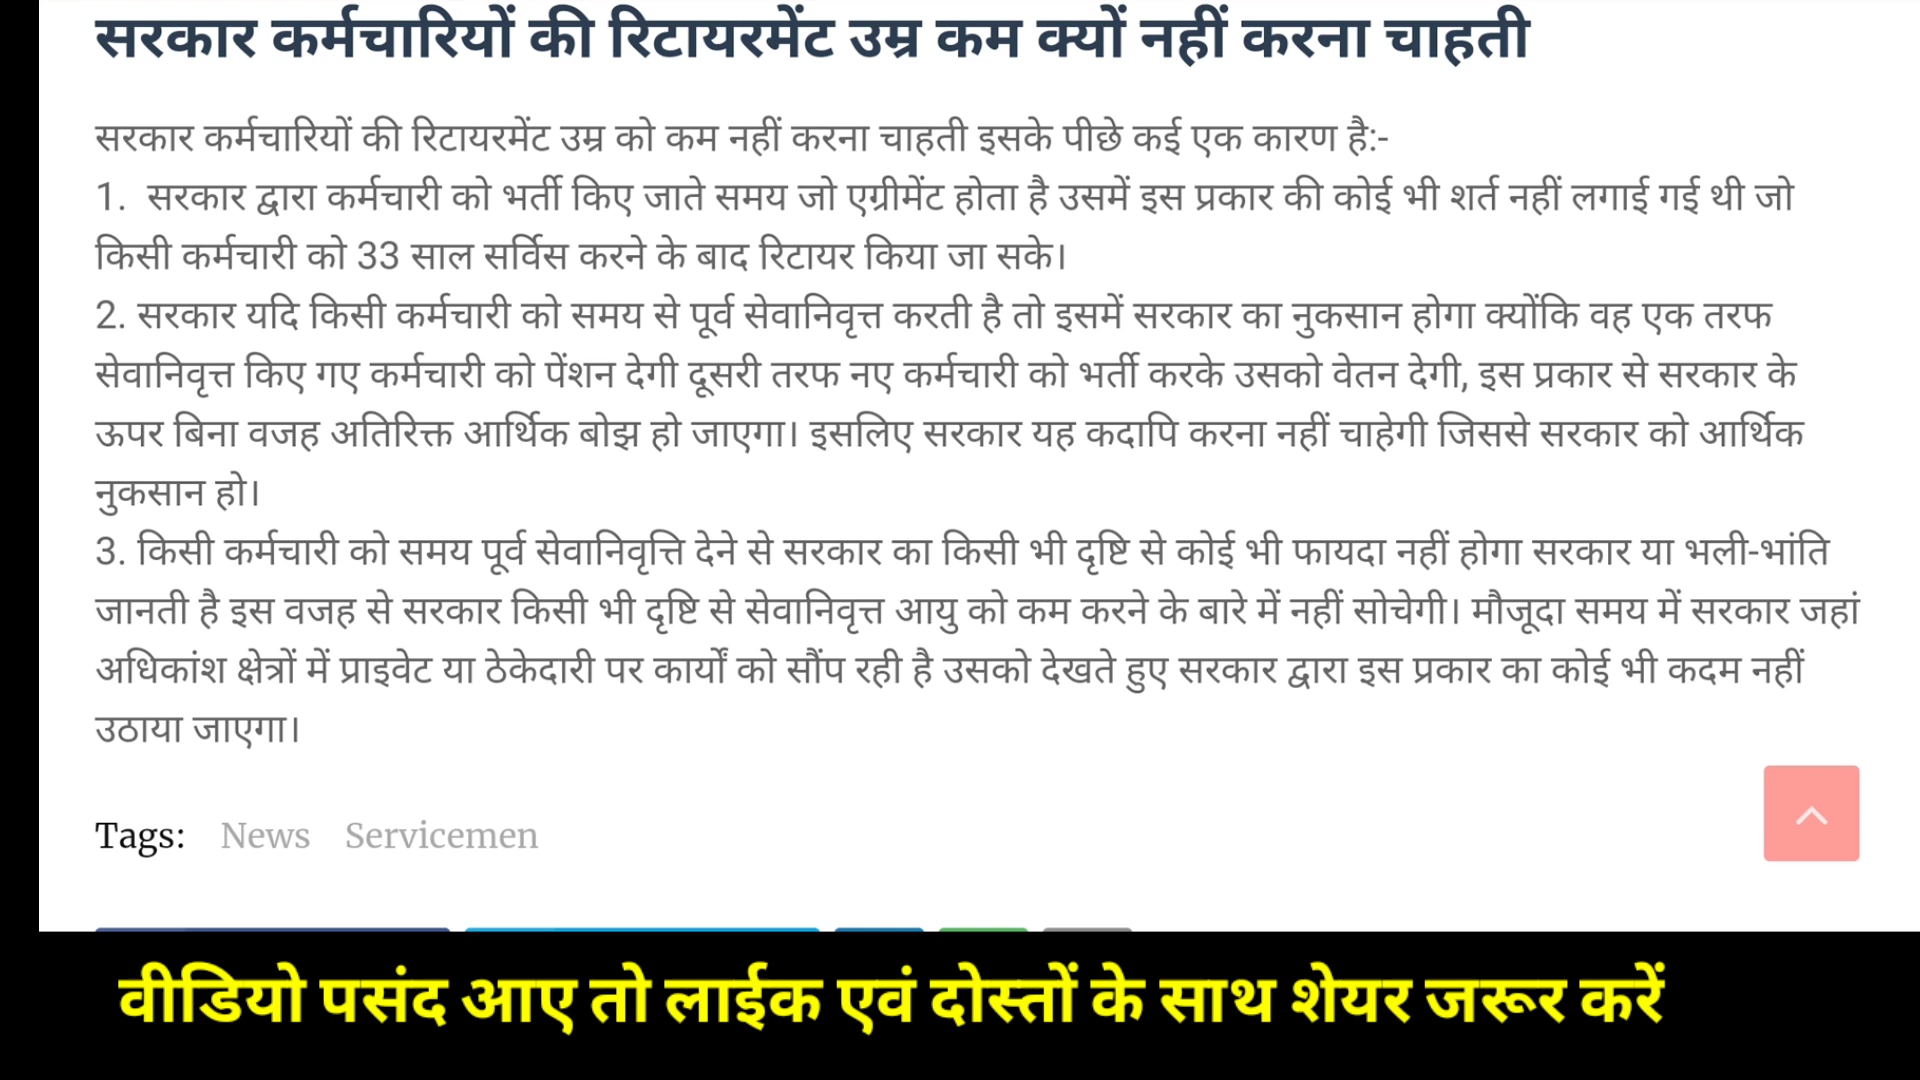 सरकार कर्मचारियों की रिटायरमेंट उम्र कम क्यों नहीं करना चाहती
सरकार कर्मचारियों की रिटायरमेंट उम्र को कम नहीं करना चाहती इसके पीछे कई एक कारण है:-
1. सरकार द्वारा कर्मचारी को भर्ती किए जाते समय जो एग्रीमेंट होता है उसमें इस प्रकार की कोई भी शर्त नहीं लगाई गई थी जो
किसी कर्मचारी को 33 साल सर्विस करने के बाद रिटायर किया जा सके।
2. सरकार यदि किसी कर्मचारी को समय से पूर्व सेवानिवृत्त करती है तो इसमें सरकार का नुकसान होगा क्योंकि वह एक तरफ
सेवानिवृत्त किए गए कर्मचारी को पेंशन देगी दूसरी तरफ नए कर्मचारी को भर्ती करके उसको वेतन देगी, इस प्रकार से सरकार के
ऊपर बिना वजह अतिरिक्त आर्थिक बोझ हो जाएगा। इसलिए सरकार यह कदापि करना नहीं चाहेगी जिससे सरकार को आर्थिक
नुकसान हो।
3. किसी कर्मचारी को समय पूर्व सेवानिवृत्ति देने से सरकार का किसी भी दृष्टि से कोई भी फायदा नहीं होगा सरकार या भली-भांति
जानती है इस वजह से सरकार किसी भी दृष्टि से सेवानिवृत्त आयु को कम करने के बारे में नहीं सोचेगी। मौजूदा समय में सरकार जहां
अधिकांश क्षेत्रों में प्राइवेट या ठेकेदारी पर कार्यों को सौंप रही है उसको देखते हुए सरकार द्वारा इस प्रकार का कोई भी कदम नहीं
उठाया जाएगा।
Tags: News Servicemen
वीडियो पसंद आए तो लाईक एवं दोस्तों के साथ शेयर जरूर करें